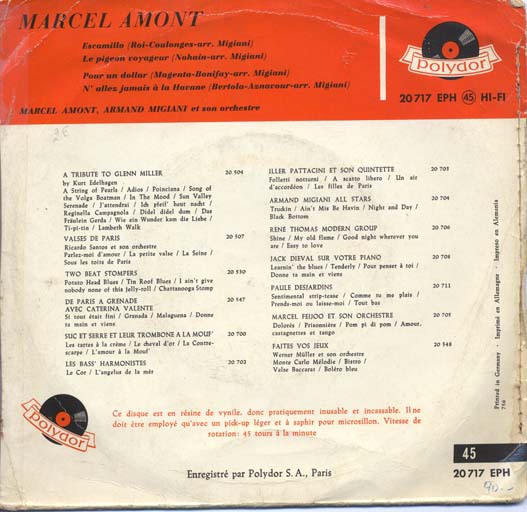 MARCEL AMONT
Escamillo (Roi-Coulonges-arr. Migiani)
Le pigeon voyageur (Nohain-arr. Migiani)
Pour un dollar (Magenta-Bonifay-arr. Migiani)
N' allez jamais à la Havane (Bertola-Aznavour-arr. Migiani)
MARCEL AMONT, ARMAND MIGIANI et son orchestre
Polydor
20 717 EPH 45 HI-FI
2€
A TRIBUTE TO GLENN MILLER 20 504
by Kurt Edelhagen
A String of Pearls / Adios / Poinciana / Song of
the Volga Boatman / In The Mood / Sun Valley
Serenade / J'attendrai / Ich pfeif' heut nacht /
Reginella Campagnola / Didel didel dum / Das
Fräulein Gerda / Wie ein Wunder kam die Liebe /
Ti-pi-tin / Lambeth Walk
VALSES DE PARIS 20 507
Ricardo Santos et son orchestre
Parlez-moi d'amour / La petite valse / La Seine /
Sous les toits de Paris
TWO BEAT STOMPERS 20 530
Potato Head Blues / Tin Roof Blues / I ain't give
nobody none of this Jelly-roll / Chattanooga Stomp
DE PARIS A GRENADE 20 547
AVEC CATERINA VALENTE
Si tout était fini / Granada / Malaguena / Donne
ta main et viens
SUC ET SERRE ET LEUR TROMBONE A LA MOUF' 20 700
Les tartes à la crème / Le cheval d'or / La Contre-
scarpe / L'amour à la Mouf'
LES BASS' HARMONISTES 20 702
Le Cor / L'angelus de la mèr
ILLER PATTACINI ET SON QUINTETTE 20 703
Folletti notturni / A scatto libero / Un air
d'accordéon / Les filles de Paris
ARMAND MIGIANI ALL STARS 20 704
Truckin / Ain't Mis Be Havin / Night and Day /
Black Bottom
RENE THOMAS MODERN GROUP 20 706
Shine / My old flame / Good night wherever you
are / Easy to love
JACK DIEVAL SUR VOTRE PIANO 20 708
Learnin' the blues / Tenderly / Pour penser à toi /
Donne ta main et viens
PAULE DESJARDINS 20 711
Sentimental strip-tease / Comme tu me plais /
Prends-moi ou laisse-moi / Tout bas
MARCEL FEIJOO ET SON ORCHESTRE 20 705
Dolorès / Prisonnière / Pom pi di pom / Amour,
castagnettes et tango
FAITES VOS JEUX 20 548
Werner Müller et son orchestre
Monte Carlo Mélodie / Bistro /
Valse Baccarat / Boléro bleu
Printed in Germany · Imprimé en Allemagne · Impreso en Alemania
756
Polydor
Ce disque est en résine de vynile, donc pratiquement inusable et incassable. Il ne
doit être employé qu'avec un pick-up léger et à saphir pour microsillon. Vitesse de
rotation: 45 tours à la minute
Enregistré par Polydor S. A., Paris
45
20 717 EPH